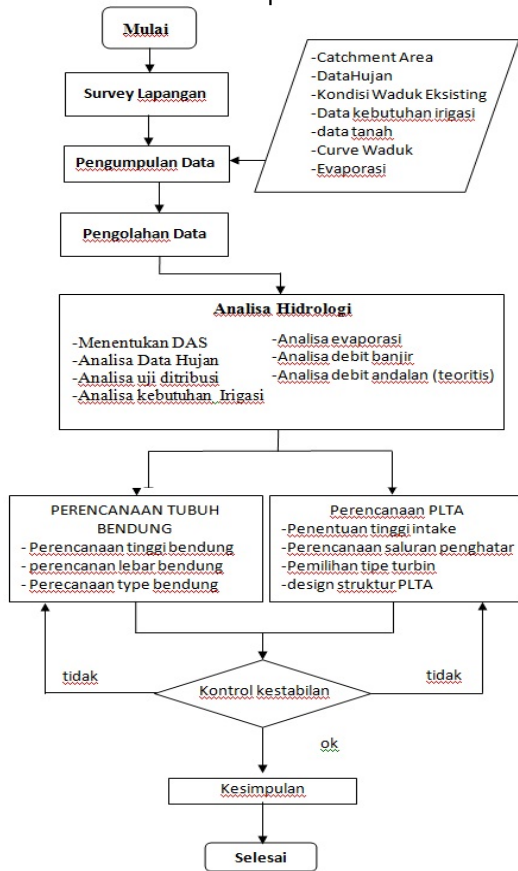 Mulai
Survey Lapangan
-Catchment Area
-DataHujan
-Kondisi Waduk Eksisting
-Data kebutuhan irigasi
-data tanah
-Curve Waduk
-Evaporasi
Pengumpulan Data
Pengolahan Data
Analisa Hidrologi
-Menentukan DAS
-Analisa Data Hujan
-Analisa uji ditribusi
-Analisa kebutuhan Irigasi
-Analisa evaporasi
-Analisa debit banjir
-Analisa debit andalan (teoritis)
PERENCANAAN TUBUH
BENDUNG
- Perencanaan tinggi bendung
- perencanan lebar bendung
- Perecanaan type bendung
Perencanaan PLTA
-Penentuan tinggi intake
-Perencanaan saluran penghatar
-Pemilihan tipe turbin
-design struktur PLTA
tidak
Kontrol kestabilan
tidak
ok
Kesimpulan
Selesai